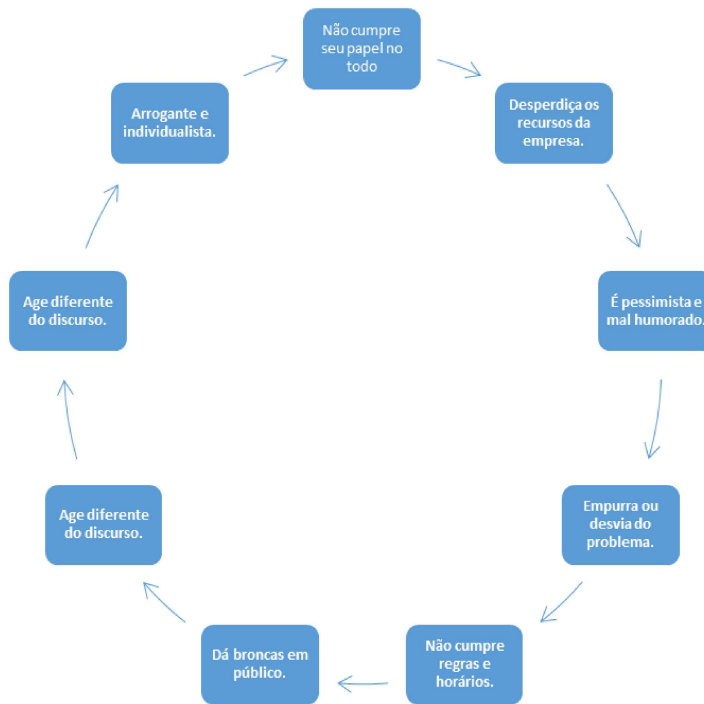 Não cumpre
seu papel no
todo
Desperdiça os
recursos da
empresa.
É pessimista e
mal humorado.
Empurra ou
desvia do
problema.
Não cumpre
regras e
horários.
Dá broncas em
público.
Age diferente
do discurso.
Age diferente
do discurso.
Arrogante e
individualista.